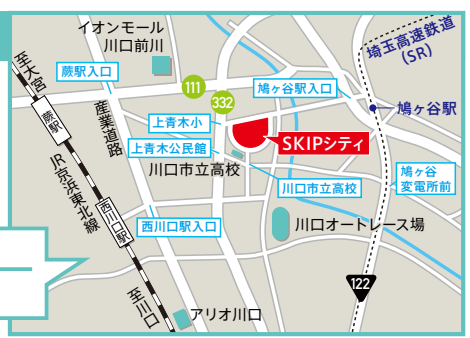 イオンモール
川口前川
至大宮
蕨駅入口
111
埼玉高速鉄道
(SR)
332
鳩ヶ谷駅入口
鳩ヶ谷駅
蕨駅
産業道路
上青木小
SKIPシティ
上青木公民館
川口市立高校
川口市立高校
鳩ヶ谷
変電所前
JR京浜東北線
西川口駅
西川口駅入口
川口オートレース場
122
至川口
アリオ川口